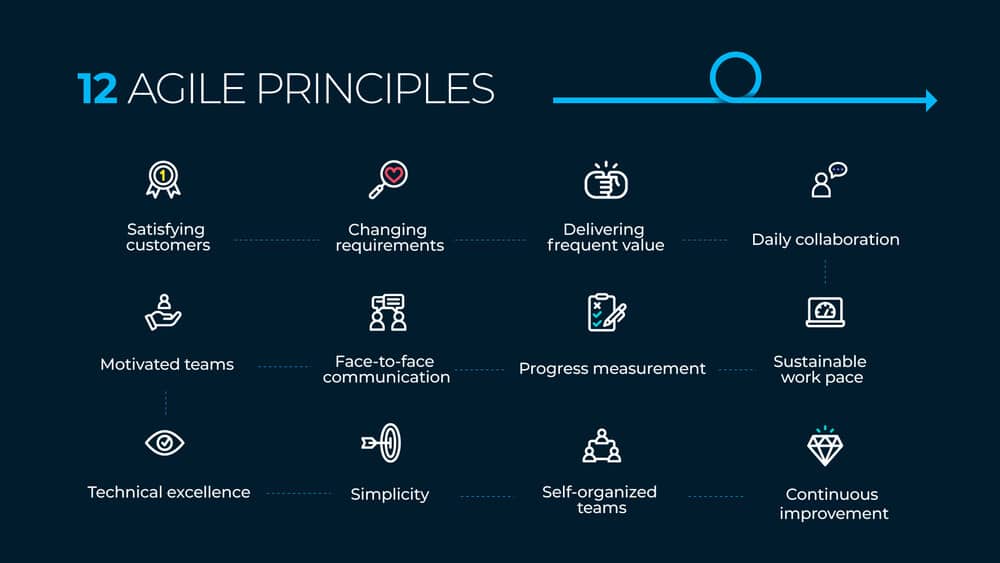 12 AGILE PRINCIPLES
1
Satisfying
customers
Changing
requirements
Delivering
frequent value
Daily collaboration
Motivated teams
Face-to-face
communication
Progress measurement
Sustainable
work pace
Technical excellence
Simplicity
Self-organized
teams
Continuous
improvement